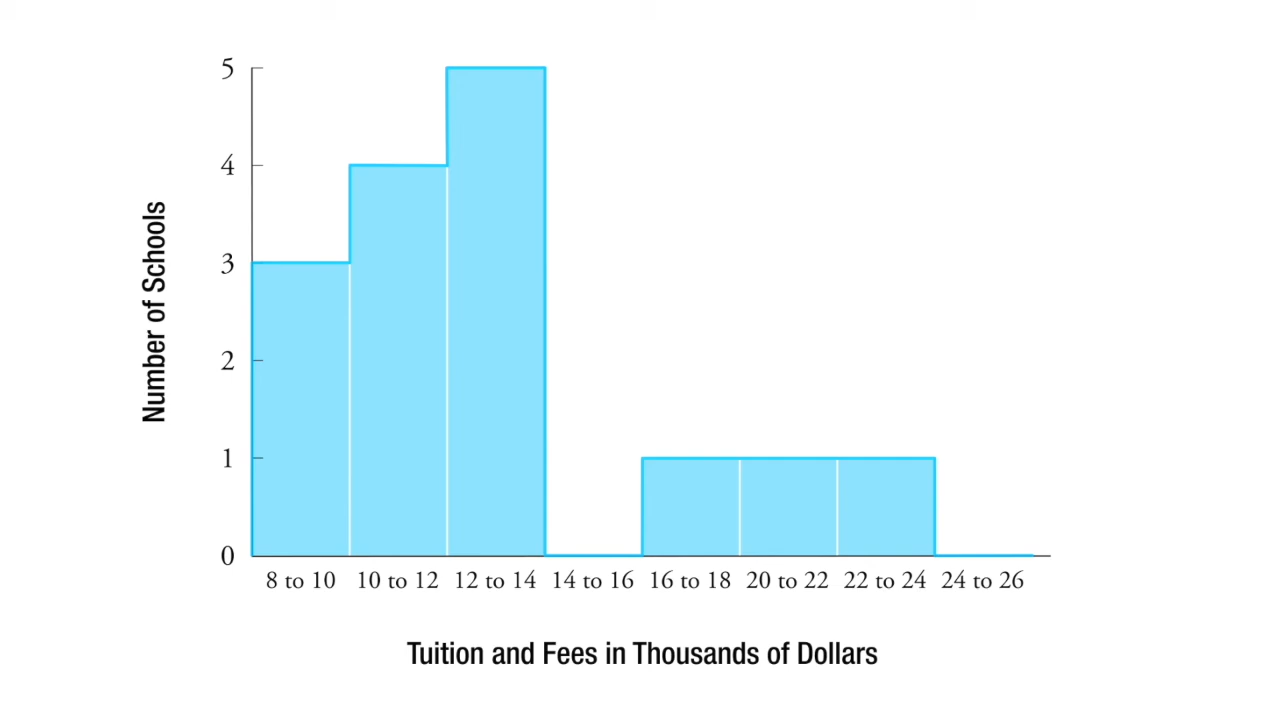 Number of Schools
5
4
3
2
1
0
8 to 10 10 to 12 12 to 14 14 to 16 16 to 18 20 to 22 22 to 24 24 to 26
Tuition and Fees in Thousands of Dollars